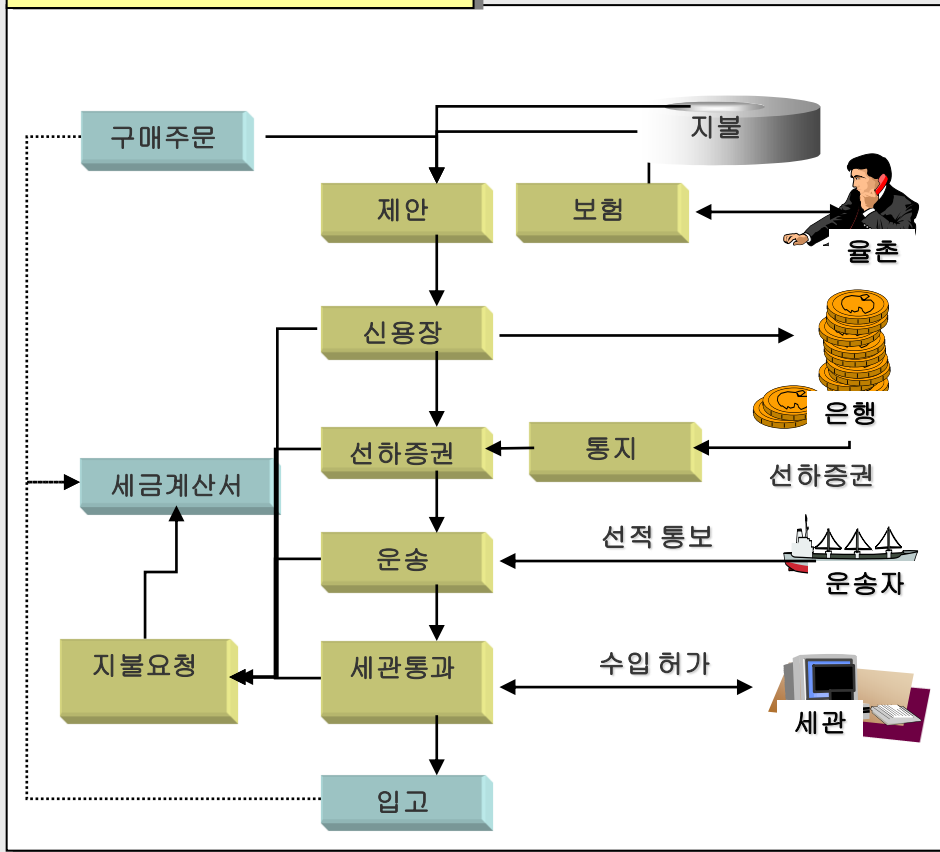 구매주문
지불
제안
보험
율촌
신용장
은행
선하증권
통지
선하증권
세금계산서
선적 통보
운송
운송자
지불요청
세관통과
수입 허가
세관
입고